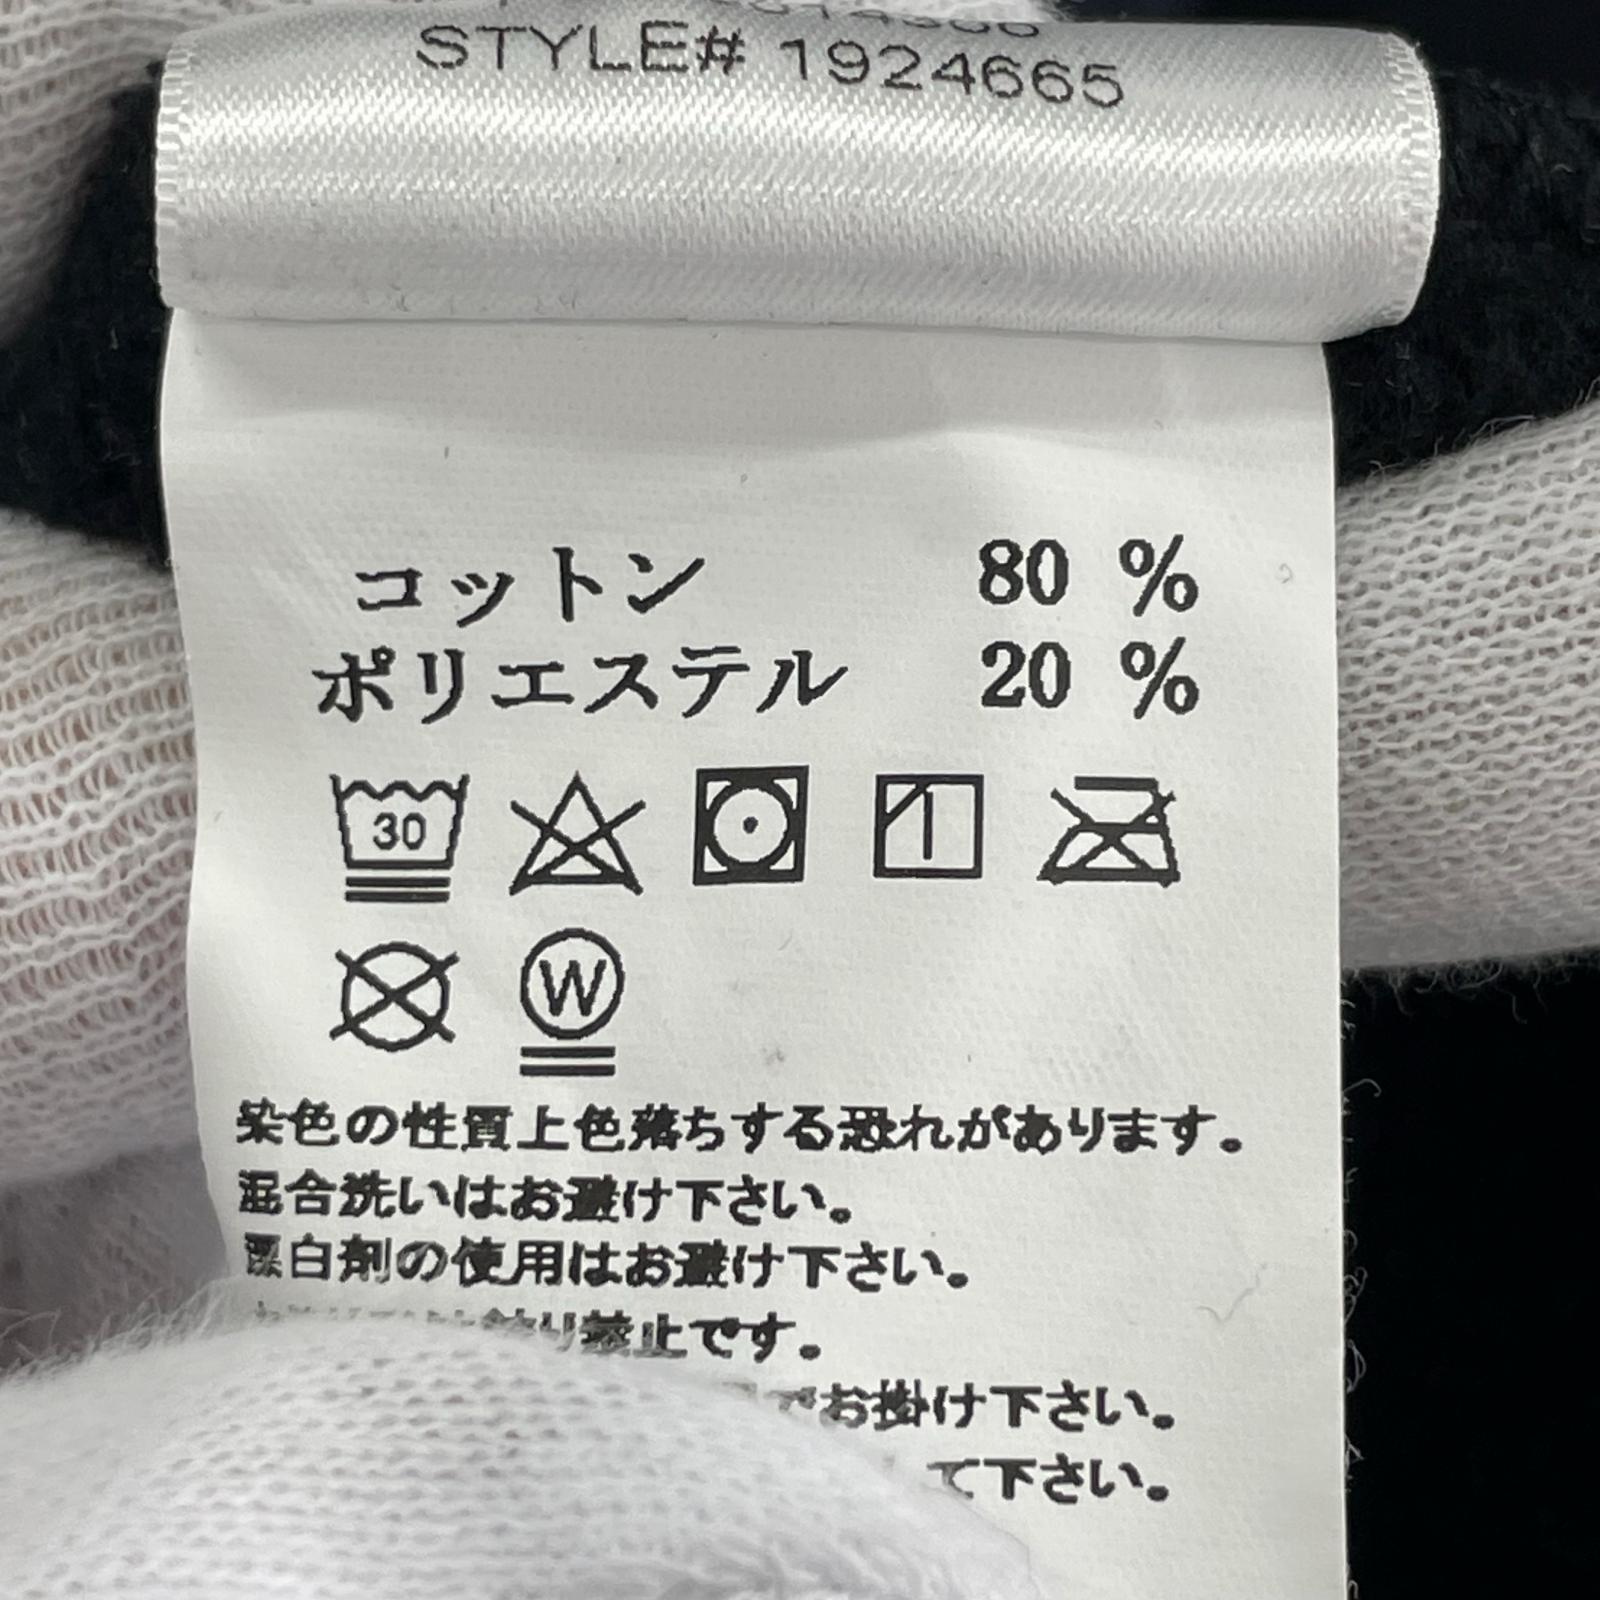 STYLE# 1924665
コットン 80 %
ポリエステル 20 %
30
W
染色の性質上色落ちする恐れがあります。
混合洗いはお避け下さい。
漂白剤の使用はお避け下さい。
禁止です。
でお掛け下さい。
て下さい。